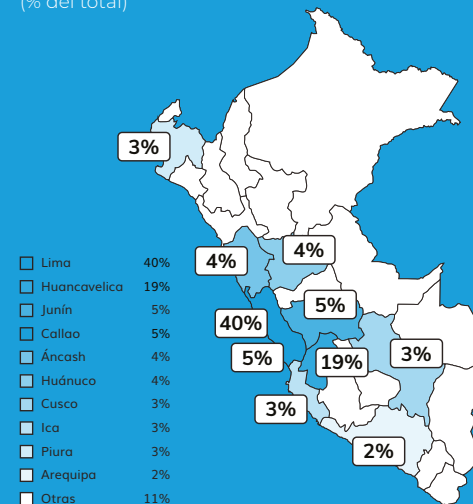 (% del total)
3%
4%
4%
Lima 40%
Huancavelica 19%
Junín 5%
Callao 5%
Áncash 4%
Huánuco 4%
Cusco 3%
Ica 3%
Piura 3%
Arequipa 2%
Otras 11%
5%
40%
5%
19%
3%
3%
2%